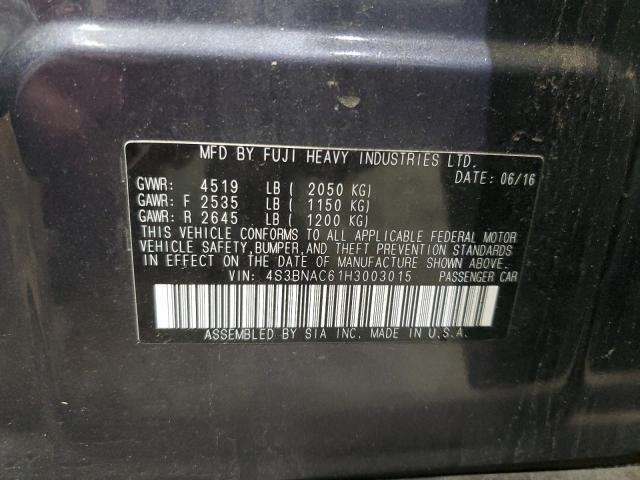 MFD BY FUJI HEAVY INDUSTRIES LTD.
DATE: 06/16
GVWR: 4519 LB ( 2050 KG)
GAWR: F 2535 LB ( 1150 KG)
GAWR: R 2645 LB ( 1200 KG)
THIS VEHICLE CONFORMS TO ALL APPLICABLE FEDERAL MOTOR
VEHICLE SAFETY, BUMPER, AND THEFT PREVENTION STANDARDS
IN EFFECT ON THE DATE OF MANUFACTURE SHOWN ABOVE.
VIN: 4S3BNAC61H3003015 PASSENGER CAR
ASSEMBLED BY SIA INC. MADE IN U.S.A.